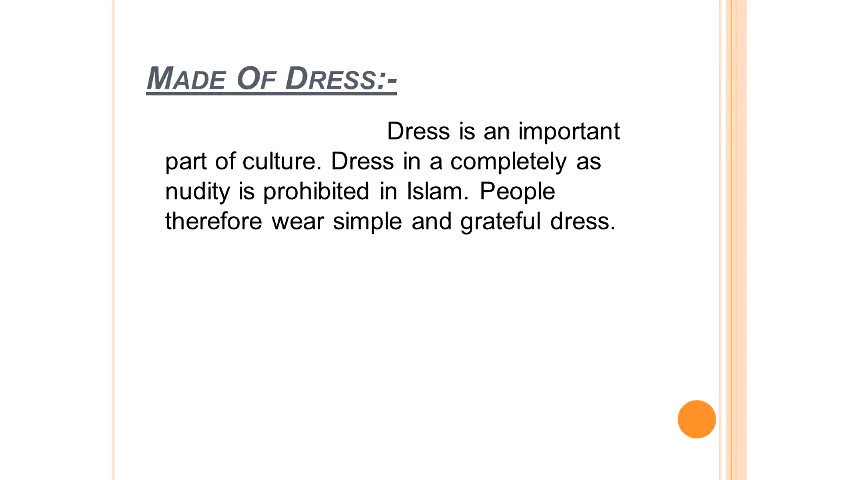 MADE OF DRESS:-
Dress is an important
part of culture. Dress in a completely as
nudity is prohibited in Islam. People
therefore wear simple and grateful dress.